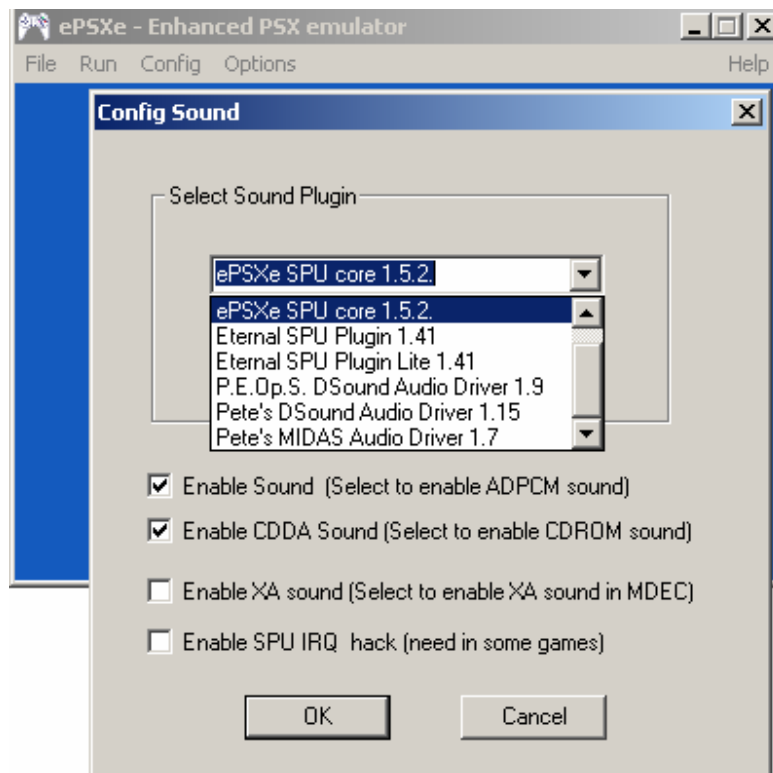 ePSXe - Enhanced PSX emulator
File Run Config Options Help
Config Sound
Select Sound Plugin
ePSXe SPU core 1.5.2.
ePSXe SPU core 1.5.2.
Eternal SPU Plugin 1.41
Eternal SPU Plugin Lite 1.41
P.E.Op.S. DSound Audio Driver 1.9
Pete's DSound Audio Driver 1.15
Pete's MIDAS Audio Driver 1.7
Enable Sound (Select to enable ADPCM sound)
Enable CDDA Sound (Select to enable CDROM sound)
Enable XA sound (Select to enable XA sound in MDEC)
Enable SPU IRQ hack (need in some games)
OK Cancel